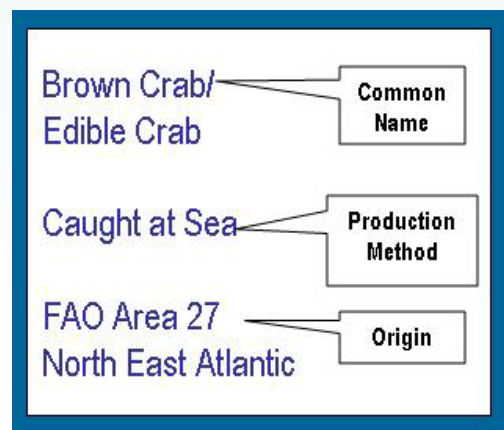 Brown Crab/
Edible Crab
Common
Name
Caught at Sea
Production
Method
FAO Area 27
North East Atlantic
Origin